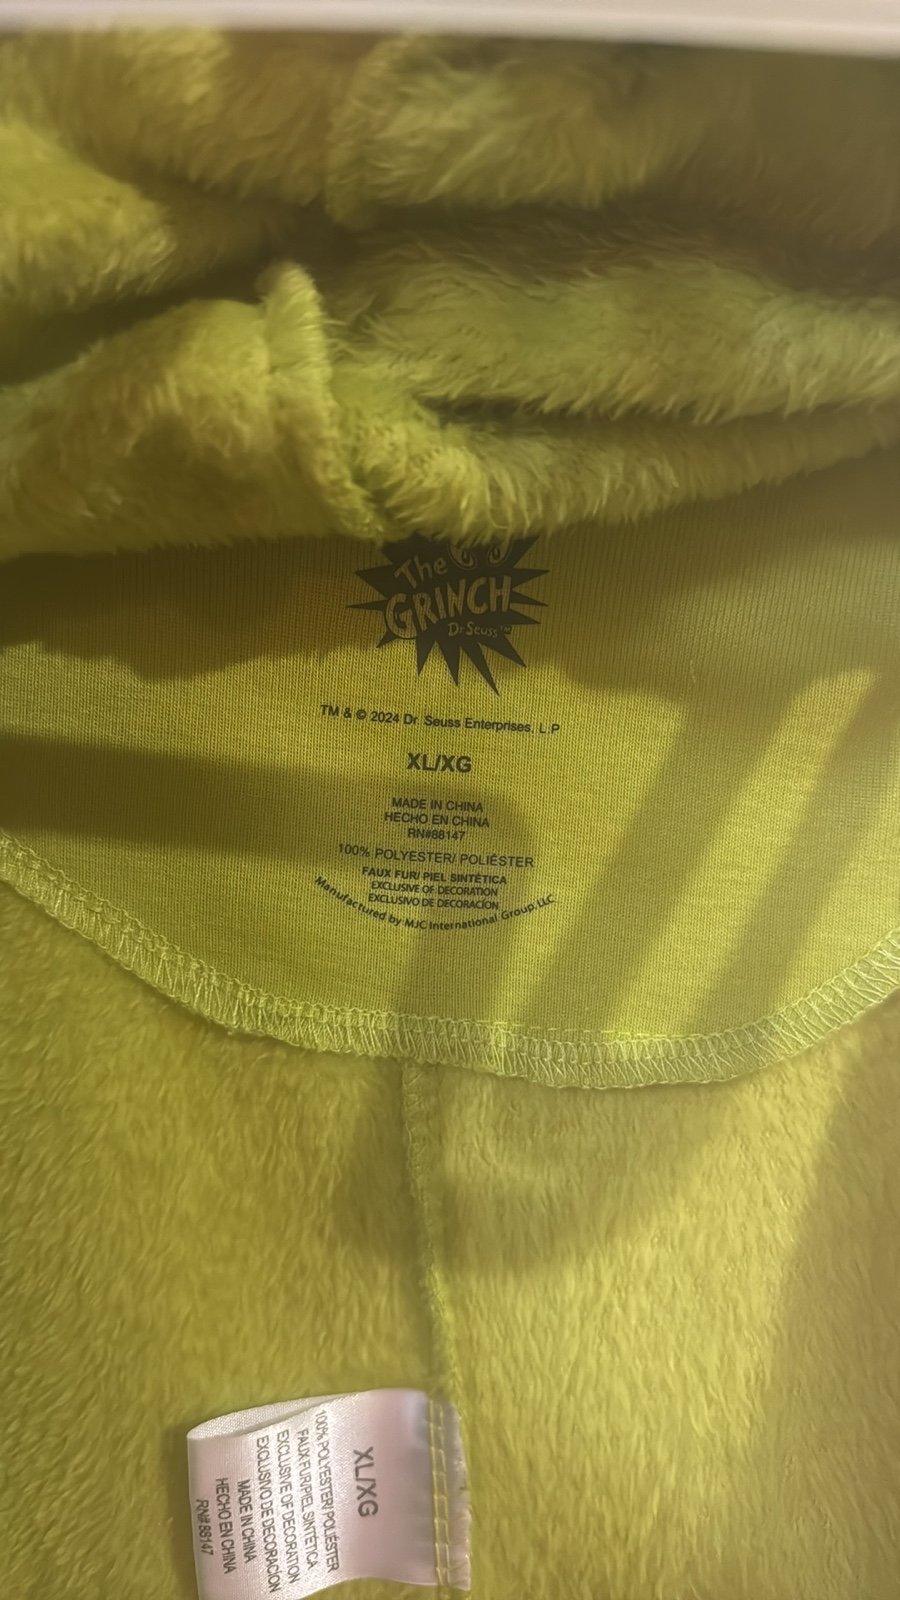 The
GRINCH
Dr. Seuss™
TM & © 2024 Dr. Seuss Enterprises, L.P
XL/XG
MADE IN CHINA
HECHO EN CHINA
RN#88147
100% POLYESTER/ POLIÉSTER
FAUX FUR/ PIEL SINTÉTICA
EXCLUSIVE OF DECORATION
EXCLUSIVO DE DECORACÍON
Manufactured by MJC International Group, LLC
XL/XG
100% POLYESTER/POLIÉSTER
FAUX FUR/PIEL SINTÉTICA
EXCLUSIVE OF DECORATION
EXCLUSIVO DE DECORACÍON
MADE IN CHINA
HECHO EN CHINA
RN# 88147